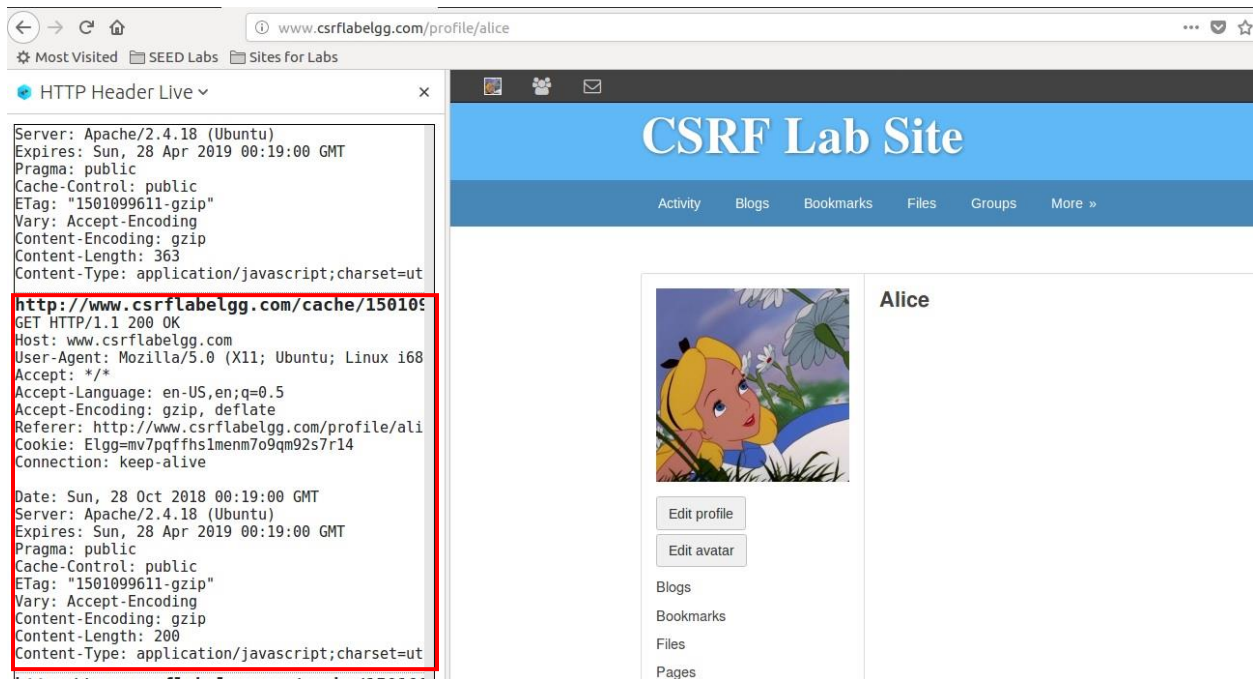 www.csrflabelgg.com/profile/alice
Most Visited SEED Labs Sites for Labs
HTTP Header Live
Server: Apache/2.4.18 (Ubuntu)
Expires: Sun, 28 Apr 2019 00:19:00 GMT
Pragma: public
Cache-Control: public
ETag: "1501099611-gzip"
Vary: Accept-Encoding
Content-Encoding: gzip
Content-Length: 363
Content-Type: application/javascript;charset=ut
http://www.csrflabelgg.com/cache/150109
GET HTTP/1.1 200 OK
Host: www.csrflabelgg.com
User-Agent: Mozilla/5.0 (X11; Ubuntu; Linux i68
Accept: */*
Accept-Language: en-US,en;q=0.5
Accept-Encoding: gzip, deflate
Referer: http://www.csrflabelgg.com/profile/ali
Cookie: Elgg=mv7pqffhs1menm7o9qm92s7r14
Connection: keep-alive
Date: Sun, 28 Oct 2018 00:19:00 GMT
Server: Apache/2.4.18 (Ubuntu)
Expires: Sun, 28 Apr 2019 00:19:00 GMT
Pragma: public
Cache-Control: public
ETag: "1501099611-gzip"
Vary: Accept-Encoding
Content-Encoding: gzip
Content-Length: 200
Content-Type: application/javascript;charset=ut
CSRF Lab Site
Activity Blogs Bookmarks Files Groups More »
Alice
Edit profile
Edit avatar
Blogs
Bookmarks
Files
Pages